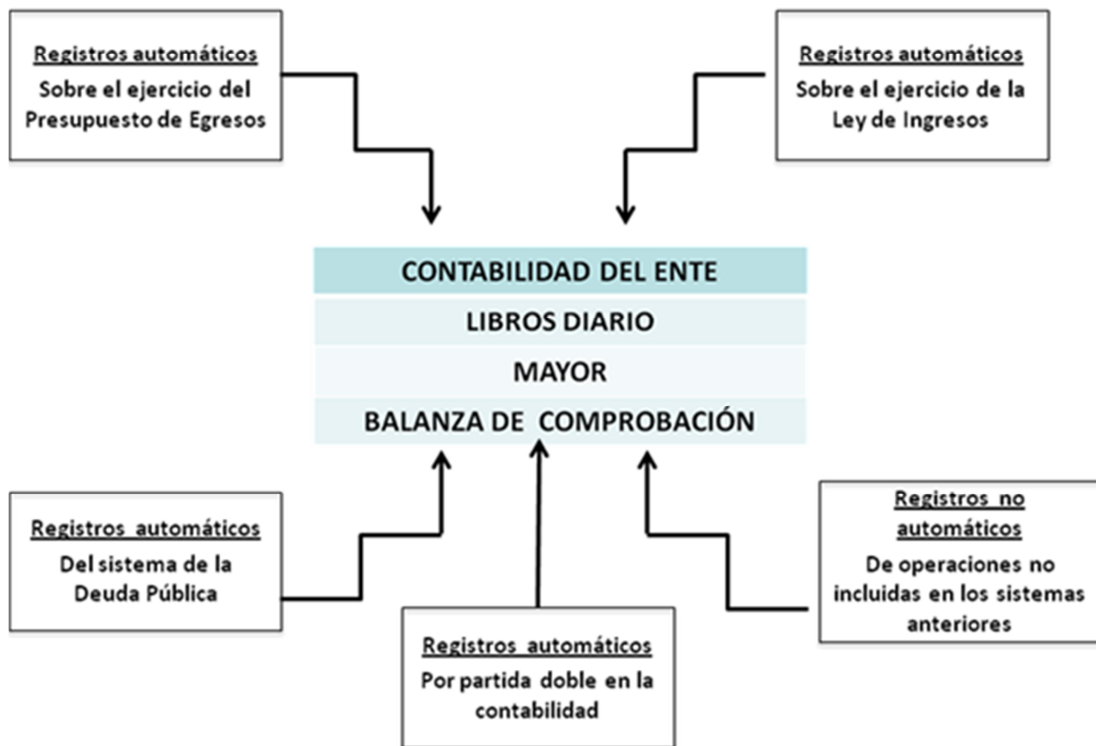 Registros automáticos
Sobre el ejercicio del
Presupuesto de Egresos
Registros automáticos
Sobre el ejercicio de la
Ley de Ingresos
CONTABILIDAD DEL ENTE
LIBROS DIARIO
MAYOR
BALANZA DE COMPROBACIÓN
Registros automáticos
Del sistema de la
Deuda Pública
Registros automáticos
Por partida doble en la
contabilidad
Registros no
automáticos
De operaciones no
incluidas en los sistemas
anteriores